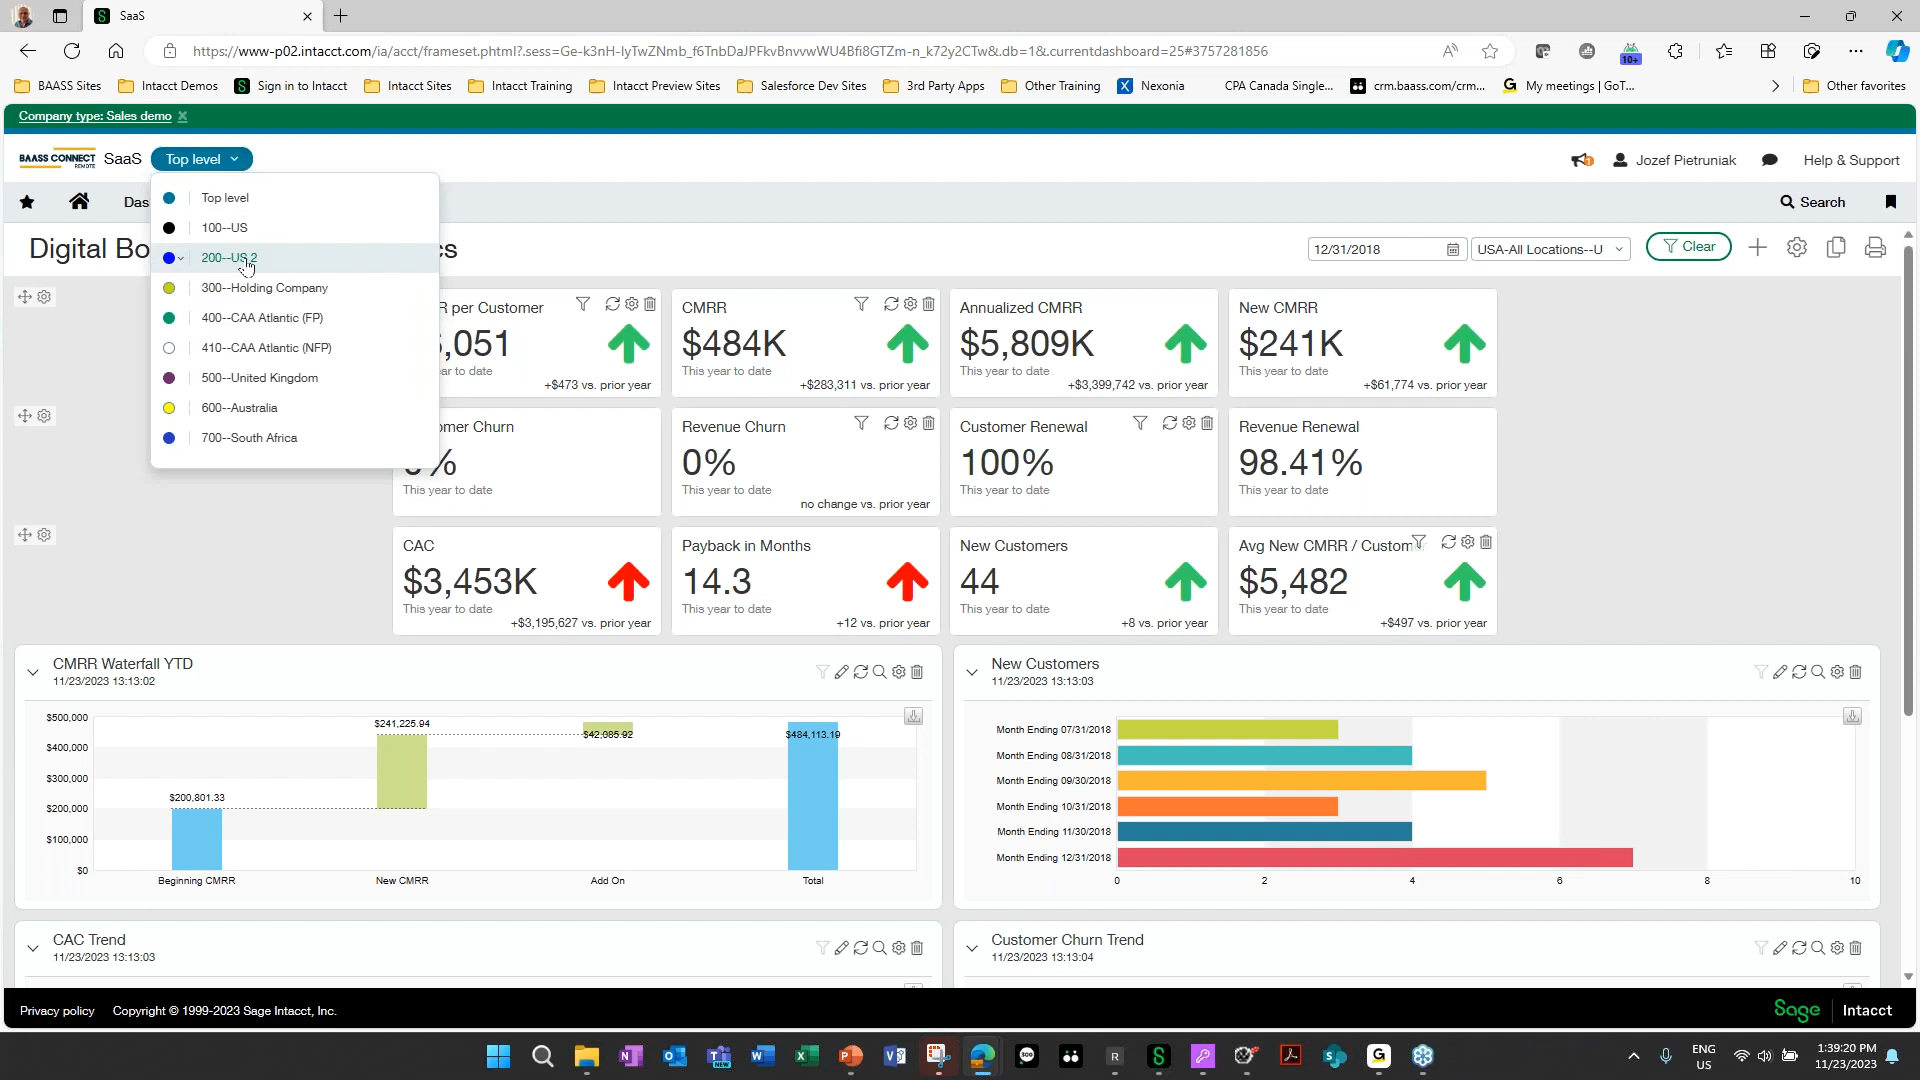 SaaS
https://www-p02.intacct.com/ia/acct/frameset.phtml?.sess=Ge-k3nH-IyTwZNmb_f6TnbDaJPFkvBnvvwWU4Bfi8GTZm-n_k72y2CTw&.db=1&.currentdashboard=25#3757281856
10+
BAASS Sites
Intacct Demos
Sign in to Intacct
Intacct Sites
Intacct Training
Intacct Preview Sites
Salesforce Dev Sites
3rd Party Apps
Other Training
Nexonia
CPA Canada Single...
crm.baass.com/crm...
My meetings | GoT...
Other favorites
Company type: Sales demo
BAASS CONNECT
REMOTE
SaaS
Top level
Jozef Pietruniak
Help & Support
Das
Search
Top level
100--US
200--US 2
300--Holding Company
400--CAA Atlantic (FP)
410--CAA Atlantic (NFP)
500--United Kingdom
600--Australia
700--South Africa
Digital Bo
cs
12/31/2018
USA-All Locations--U
Clear
R per Customer
,051
ar to date
+$473 vs. prior year
CMRR
$484K
This year to date
+$283,311 vs. prior year
Annualized CMRR
$5,809K
This year to date
+$3,399,742 vs. prior year
New CMRR
$241K
This year to date
+$61,774 vs. prior year
omer Churn
%
This year to date
Revenue Churn
0%
This year to date
no change vs. prior year
Customer Renewal
100%
This year to date
Revenue Renewal
98.41%
This year to date
CAC
$3,453K
This year to date
+$3,195,627 vs. prior year
Payback in Months
14.3
This year to date
+12 vs. prior year
New Customers
44
This year to date
+8 vs. prior year
Avg New CMRR / Custom
$5,482
This year to date
+$497 vs. prior year
CMRR Waterfall YTD
11/23/2023 13:13:02
$500,000
$400,000
$300,000
$200,000
$100,000
$0
$200,801.33
$241,225.94
$42,085.92
$484,113.19
Beginning CMRR
New CMRR
Add On
Total
New Customers
11/23/2023 13:13:03
Month Ending 07/31/2018
Month Ending 08/31/2018
Month Ending 09/30/2018
Month Ending 10/31/2018
Month Ending 11/30/2018
Month Ending 12/31/2018
0
2
4
6
8
10
CAC Trend
11/23/2023 13:13:03
Customer Churn Trend
11/23/2023 13:13:04
Privacy policy
Copyright © 1999-2023 Sage Intacct, Inc.
Sage
Intacct
ENG
US
1:39:20 PM
11/23/2023